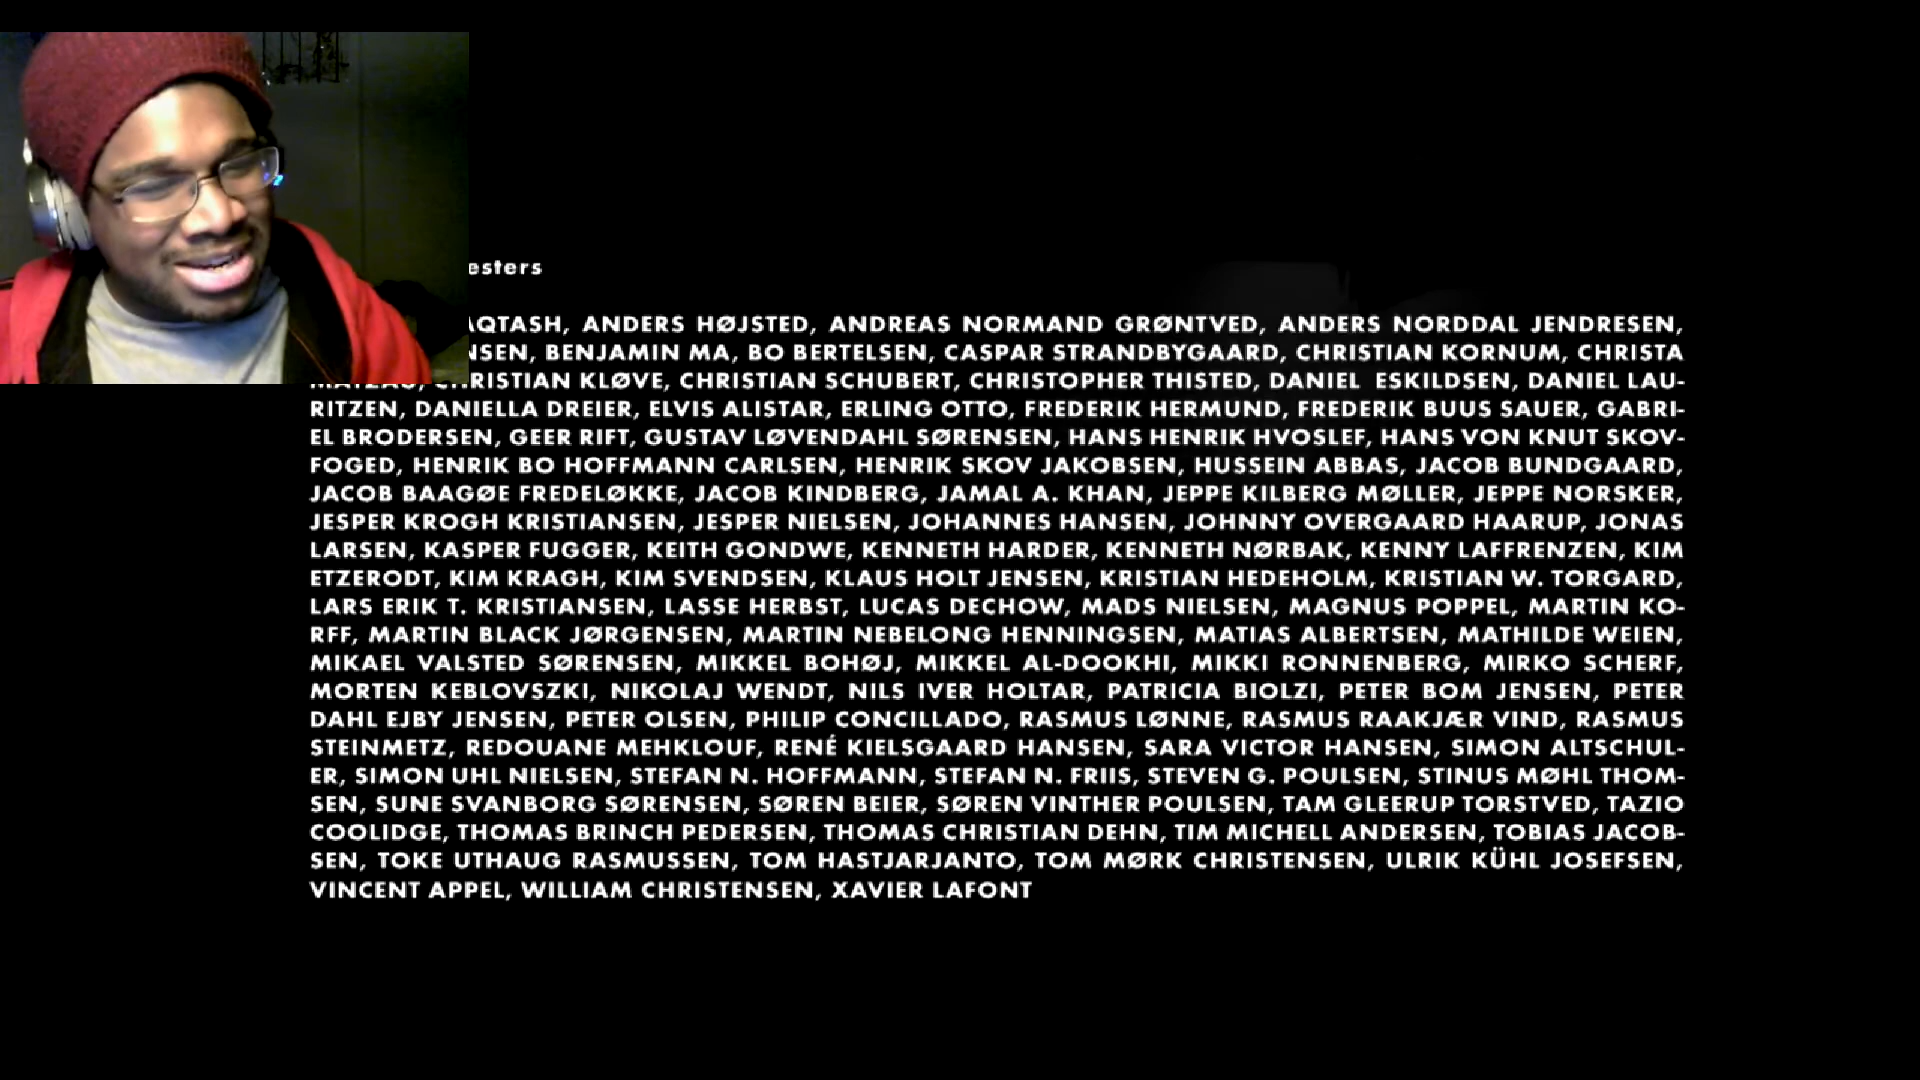 esters
AQTASH, ANDERS HØJSTED, ANDREAS NORMAND GRØNTVED, ANDERS NORDDAL JENDRESEN,
NSEN, BENJAMIN MA, BO BERTELSEN, CASPAR STRANDBYGAARD, CHRISTIAN KORNUM, CHRISTA
CHRISTIAN KLØVE, CHRISTIAN SCHUBERT, CHRISTOPHER THISTED, DANIEL ESKILDSEN, DANIEL LAU-
RITZEN, DANIELLA DREIER, ELVIS ALISTAR, ERLING OTTO, FREDERIK HERMUND, FREDERIK BUUS SAUER, GABRI-
EL BRODERSEN, GEER RIFT, GUSTAV LØVENDAHL SØRENSEN, HANS HENRIK HVOSLEF, HANS VON KNUT SKOV-
FOGED, HENRIK BO HOFFMANN CARLSEN, HENRIK SKOV JAKOBSEN, HUSSEIN ABBAS, JACOB BUNDGAARD,
JACOB BAAGØE FREDELØKKE, JACOB KINDBERG, JAMAL A. KHAN, JEPPE KILBERG MØLLER, JEPPE NORSKER,
JESPER KROGH KRISTIANSEN, JESPER NIELSEN, JOHANNES HANSEN, JOHNNY OVERGAARD HAARUP, JONAS
LARSEN, KASPER FUGGER, KEITH GONDWE, KENNETH HARDER, KENNETH NØRBAK, KENNY LAFFRENZEN, KIM
ETZERODT, KIM KRAGH, KIM SVENDSEN, KLAUS HOLT JENSEN, KRISTIAN HEDEHOLM, KRISTIAN W. TORGARD,
LARS ERIK T. KRISTIANSEN, LASSE HERBST, LUCAS DECHOW, MADS NIELSEN, MAGNUS POPPEL, MARTIN KO-
RFF, MARTIN BLACK JØRGENSEN, MARTIN NEBELONG HENNINGSEN, MATIAS ALBERTSEN, MATHILDE WEIEN,
MIKAEL VALSTED SØRENSEN, MIKKEL BOHØJ, MIKKEL AL-DOOKHI, MIKKI RONNENBERG, MIRKO SCHERF,
MORTEN KEBLOVSZKI, NIKOLAJ WENDT, NILS IVER HOLTAR, PATRICIA BIOLZI, PETER BOM JENSEN, PETER
DAHL EJBY JENSEN, PETER OLSEN, PHILIP CONCILLADO, RASMUS LØNNE, RASMUS RAAKJÆR VIND, RASMUS
STEINMETZ, REDOUANE MEHKLOUF, RENÉ KIELSGAARD HANSEN, SARA VICTOR HANSEN, SIMON ALTSCHUL-
ER, SIMON UHL NIELSEN, STEFAN N. HOFFMANN, STEFAN N. FRIIS, STEVEN G. POULSEN, STINUS MØHL THOM-
SEN, SUNE SVANBORG SØRENSEN, SØREN BEIER, SØREN VINTHER POULSEN, TAM GLEERUP TORSTVED, TAZIO
COOLIDGE, THOMAS BRINCH PEDERSEN, THOMAS CHRISTIAN DEHN, TIM MICHELL ANDERSEN, TOBIAS JACOB-
SEN, TOKE UTHAUG RASMUSSEN, TOM HASTJARJANTO, TOM MØRK CHRISTENSEN, ULRIK KÜHL JOSEFSEN,
VINCENT APPEL, WILLIAM CHRISTENSEN, XAVIER LAFONT